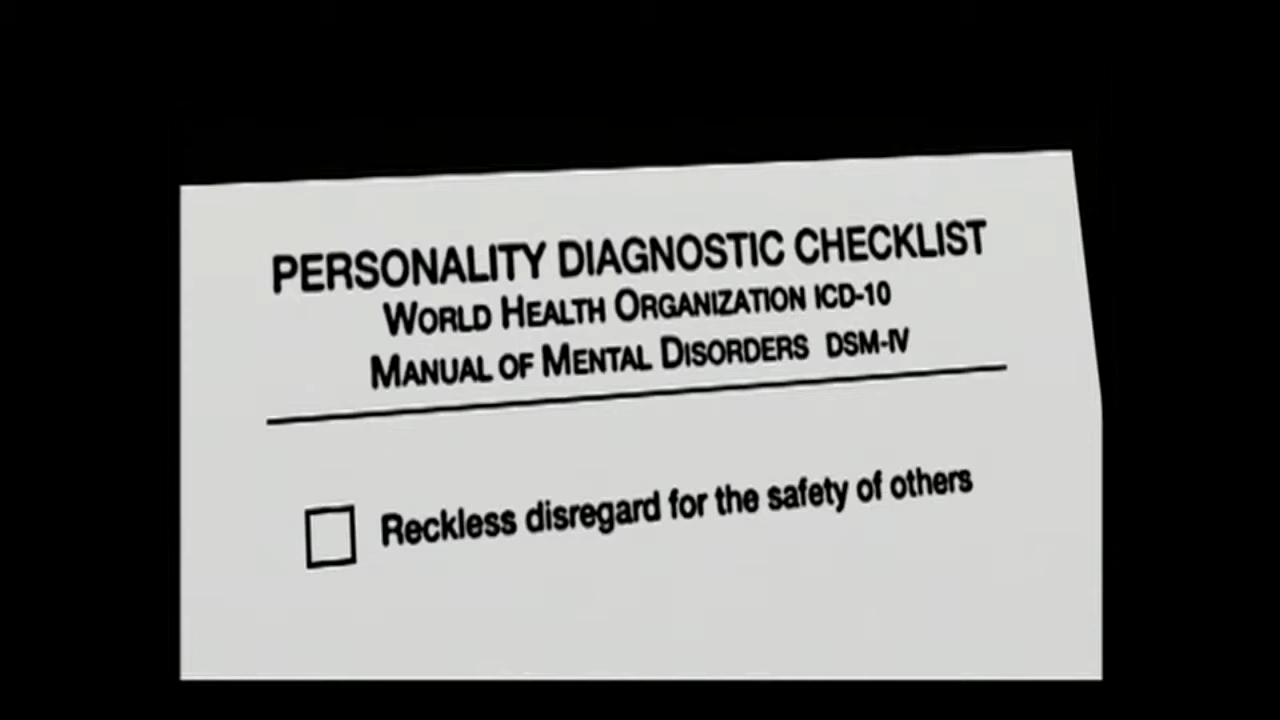 PERSONALITY DIAGNOSTIC CHECKLIST
WORLD HEALTH ORGANIZATION ICD-10
MANUAL OF MENTAL DISORDERS DSM-IV
Reckless disregard for the safety of others